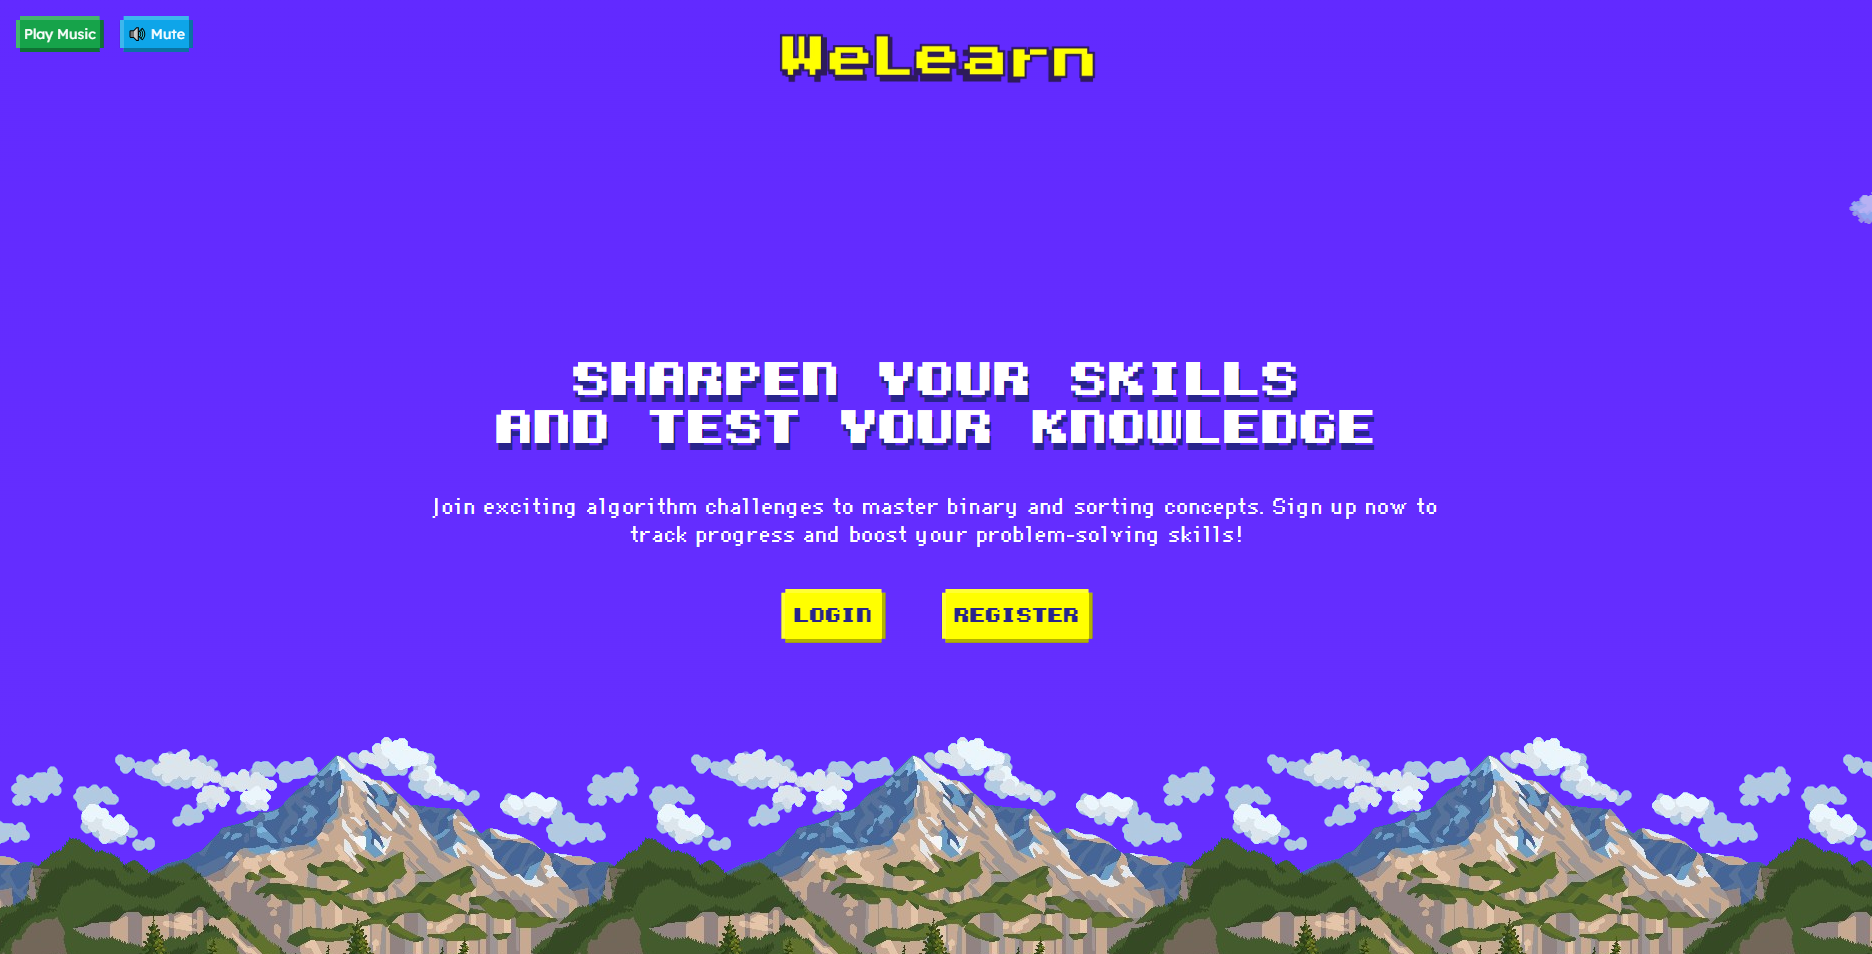 Play Music
Mute
WeLearn
SHARPEN YOUR SKILLS
AND TEST YOUR KNOWLEDGE
Join exciting algorithm challenges to master binary and sorting concepts. Sign up now to
track progress and boost your problem-solving skills!
LOGIN
REGISTER